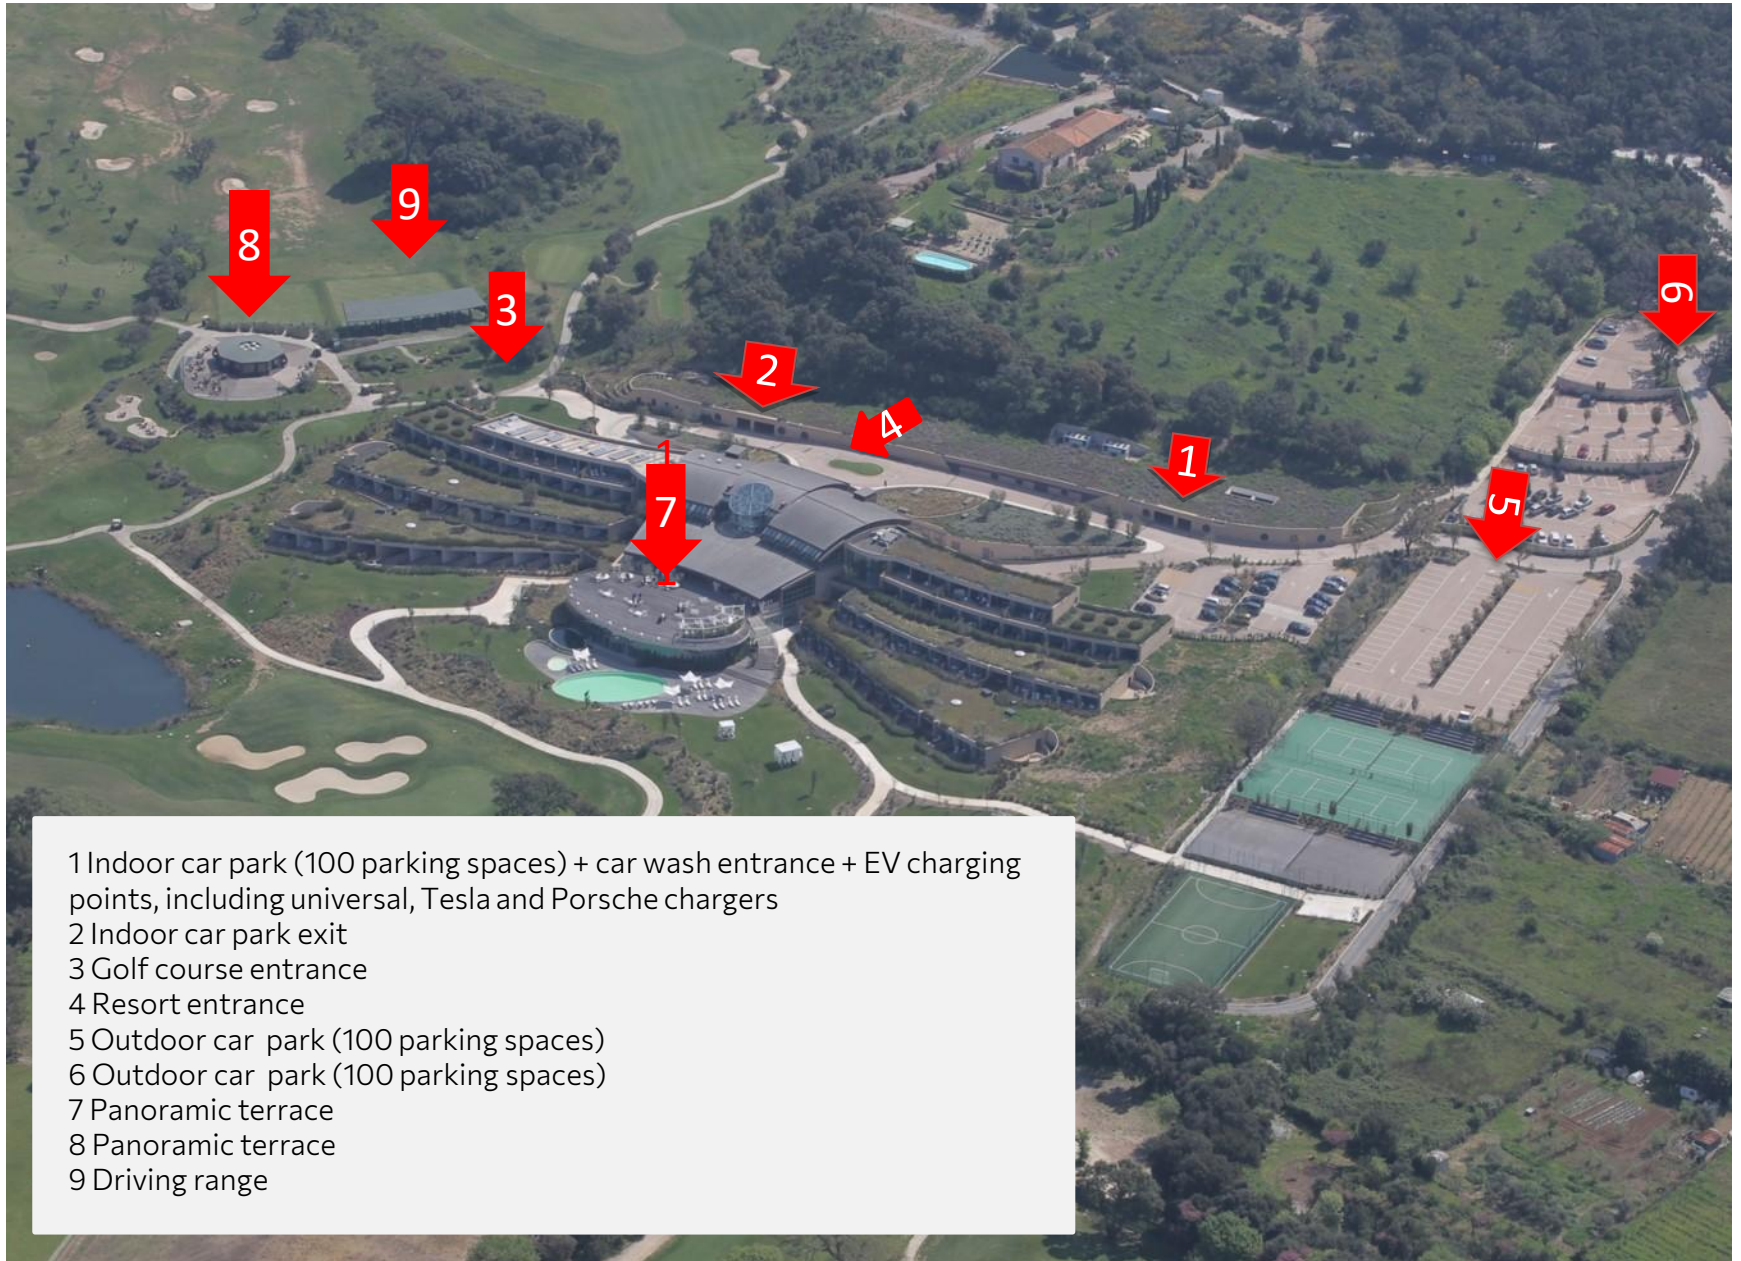 9
8
6
3
2
4
1
1
5
7
1 Indoor car park (100 parking spaces) + car wash entrance + EV charging
points, including universal, Tesla and Porsche chargers
2 Indoor car park exit
3 Golf course entrance
4 Resort entrance
5 Outdoor car  park (100 parking spaces)
6 Outdoor car  park (100 parking spaces)
7 Panoramic terrace
8 Panoramic terrace
9 Driving range